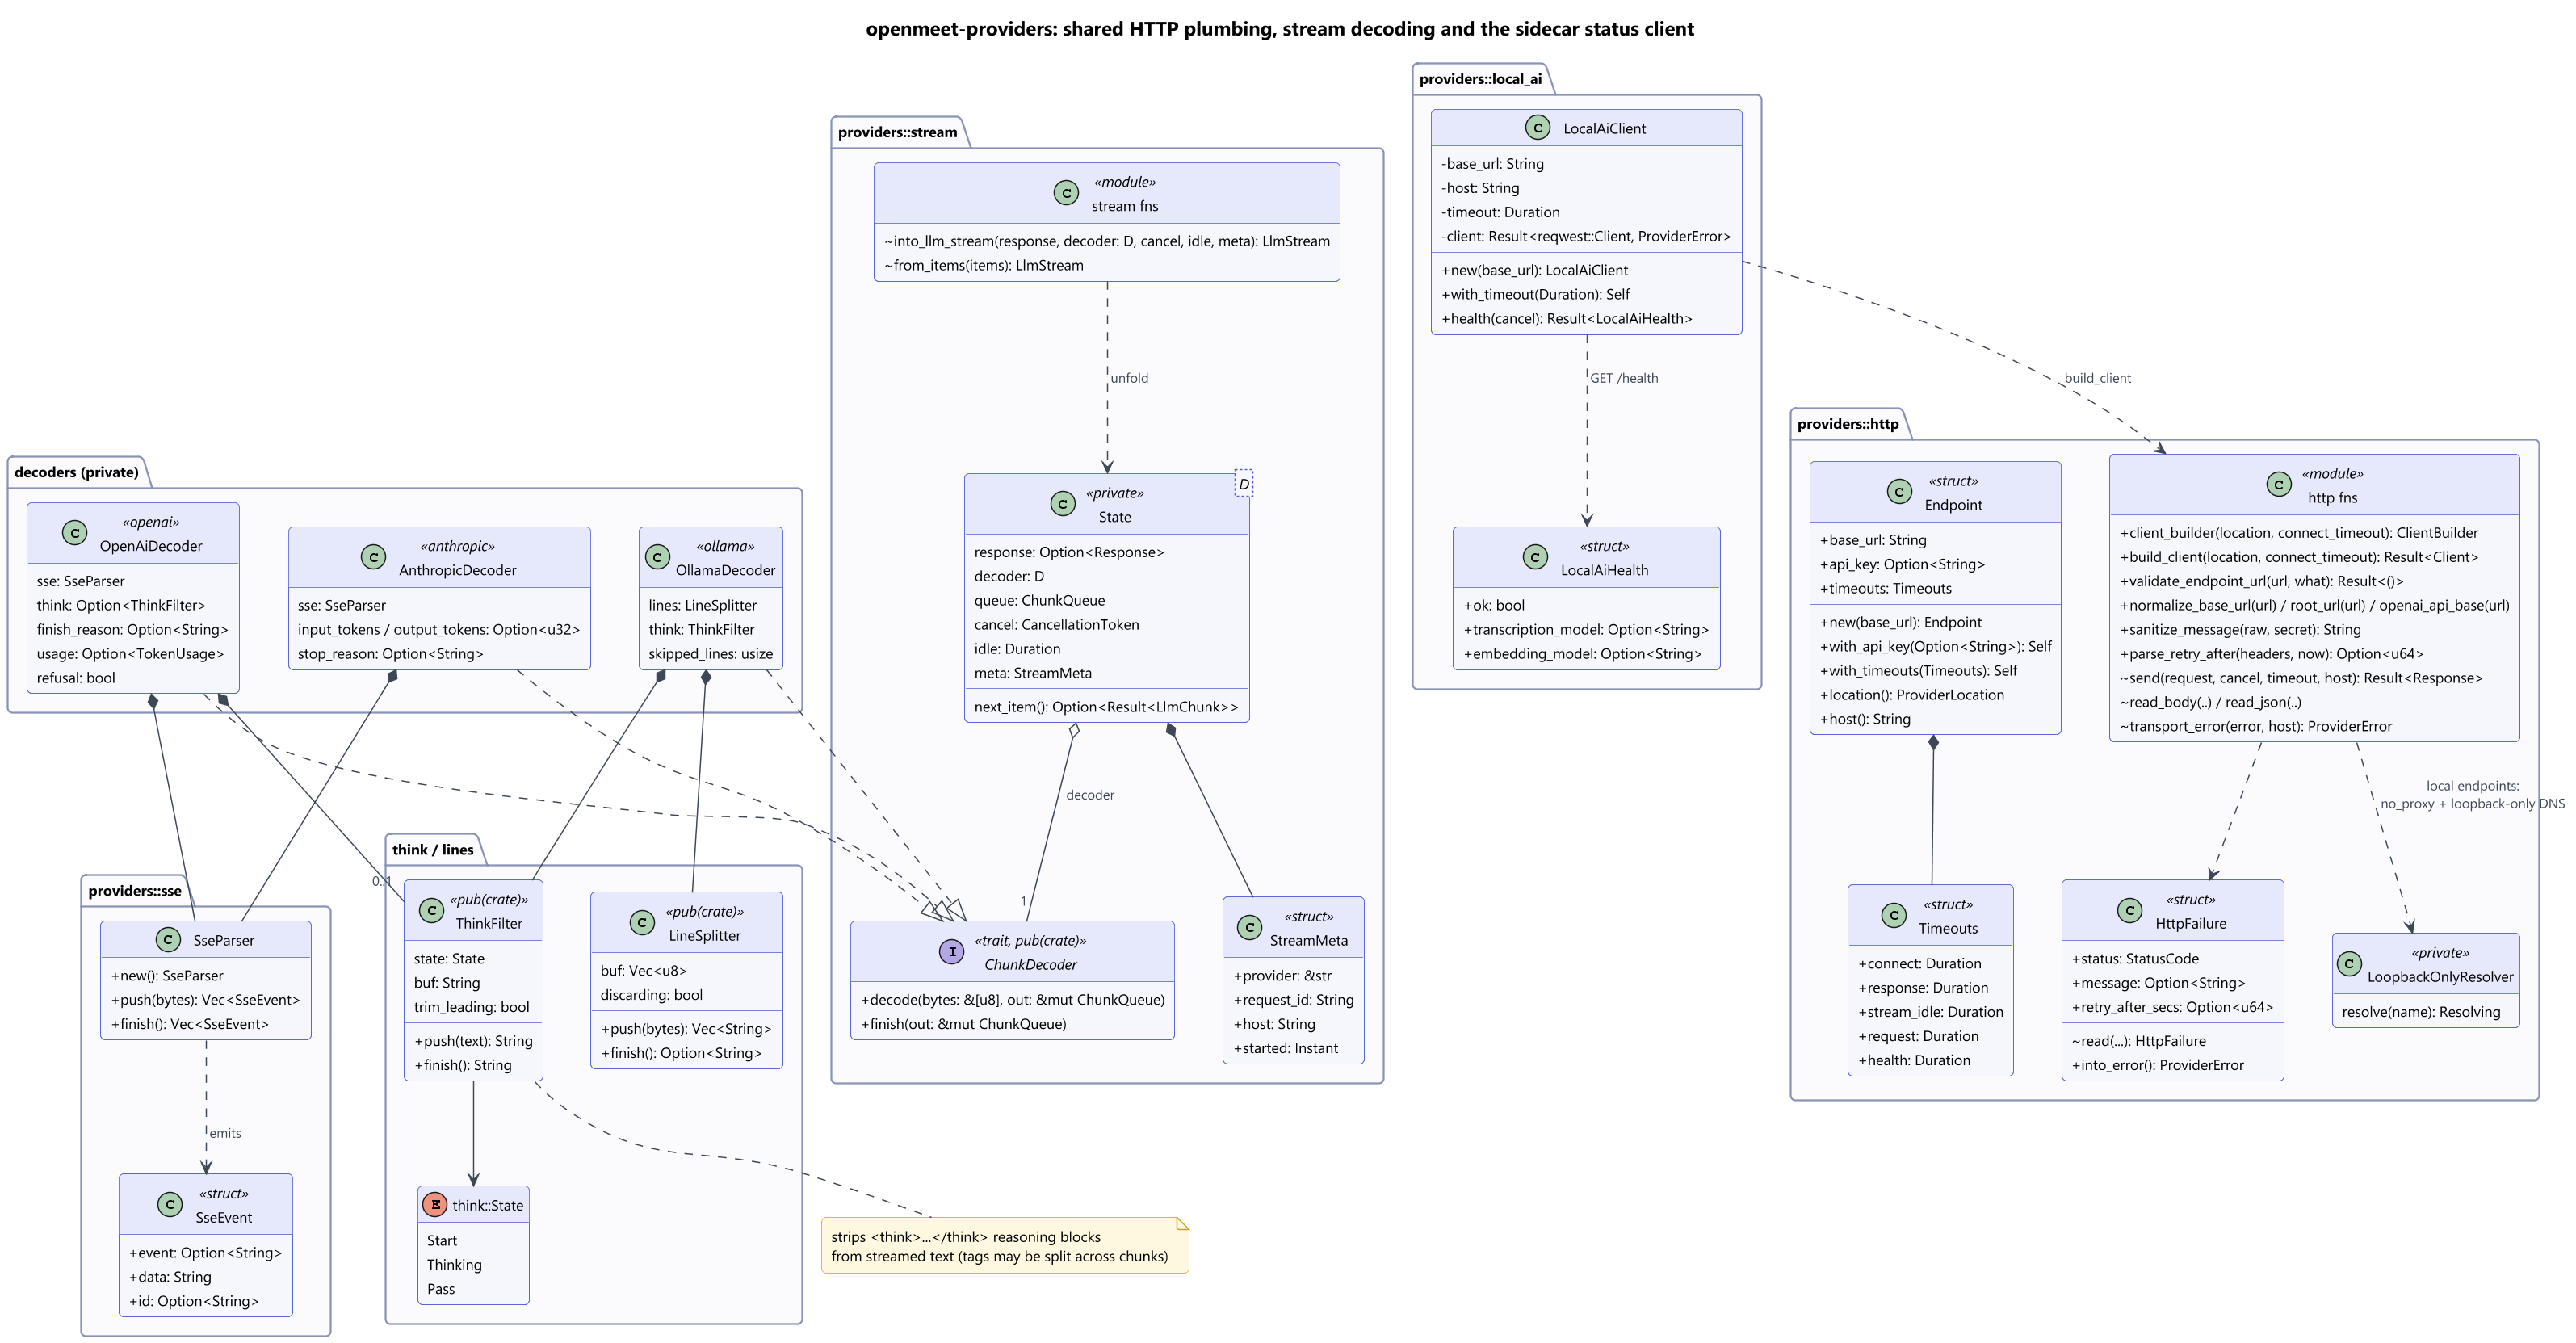 openmeet-providers: shared HTTP plumbing, stream decoding and the sidecar status client
providers::local_ai
C LocalAiClient
-base_url: String
-host: String
-timeout: Duration
-client: Result<reqwest::Client, ProviderError>
+new(base_url): LocalAiClient
+with_timeout(Duration): Self
+health(cancel): Result<LocalAiHealth>
GET /health
build_client
C «struct»
LocalAiHealth
+ok: bool
+transcription_model: Option<String>
+embedding_model: Option<String>
providers::stream
C «module»
stream fns
~into_llm_stream(response, decoder: D, cancel, idle, meta): LlmStream
~from_items(items): LlmStream
unfold
D
C «private»
State
response: Option<Response>
decoder: D
queue: ChunkQueue
cancel: CancellationToken
idle: Duration
meta: StreamMeta
next_item(): Option<Result<LlmChunk>>
decoder
1
I «trait, pub(crate)»
ChunkDecoder
+decode(bytes: &[u8], out: &mut ChunkQueue)
+finish(out: &mut ChunkQueue)
C «struct»
StreamMeta
+provider: &str
+request_id: String
+host: String
+started: Instant
providers::http
C «struct»
Endpoint
+base_url: String
+api_key: Option<String>
+timeouts: Timeouts
+new(base_url): Endpoint
+with_api_key(Option<String>): Self
+with_timeouts(Timeouts): Self
+location(): ProviderLocation
+host(): String
C «module»
http fns
+client_builder(location, connect_timeout): ClientBuilder
+build_client(location, connect_timeout): Result<Client>
+validate_endpoint_url(url, what): Result<()>
+normalize_base_url(url) / root_url(url) / openai_api_base(url)
+sanitize_message(raw, secret): String
+parse_retry_after(headers, now): Option<u64>
~send(request, cancel, timeout, host): Result<Response>
~read_body(..) / read_json(..)
~transport_error(error, host): ProviderError
local endpoints:
no_proxy + loopback-only DNS
C «struct»
Timeouts
+connect: Duration
+response: Duration
+stream_idle: Duration
+request: Duration
+health: Duration
C «struct»
HttpFailure
+status: StatusCode
+message: Option<String>
+retry_after_secs: Option<u64>
~read(...): HttpFailure
+into_error(): ProviderError
C «private»
LoopbackOnlyResolver
resolve(name): Resolving
decoders (private)
C «openai»
OpenAiDecoder
sse: SseParser
think: Option<ThinkFilter>
finish_reason: Option<String>
usage: Option<TokenUsage>
refusal: bool
C «anthropic»
AnthropicDecoder
sse: SseParser
input_tokens / output_tokens: Option<u32>
stop_reason: Option<String>
C «ollama»
OllamaDecoder
lines: LineSplitter
think: ThinkFilter
skipped_lines: usize
0..1
providers::sse
C SseParser
+new(): SseParser
+push(bytes): Vec<SseEvent>
+finish(): Vec<SseEvent>
emits
C «struct»
SseEvent
+event: Option<String>
+data: String
+id: Option<String>
think / lines
C «pub(crate)»
ThinkFilter
state: State
buf: String
trim_leading: bool
+push(text): String
+finish(): String
C «pub(crate)»
LineSplitter
buf: Vec<u8>
discarding: bool
+push(bytes): Vec<String>
+finish(): Option<String>
E think::State
Start
Thinking
Pass
strips <think>...</think> reasoning blocks
from streamed text (tags may be split across chunks)